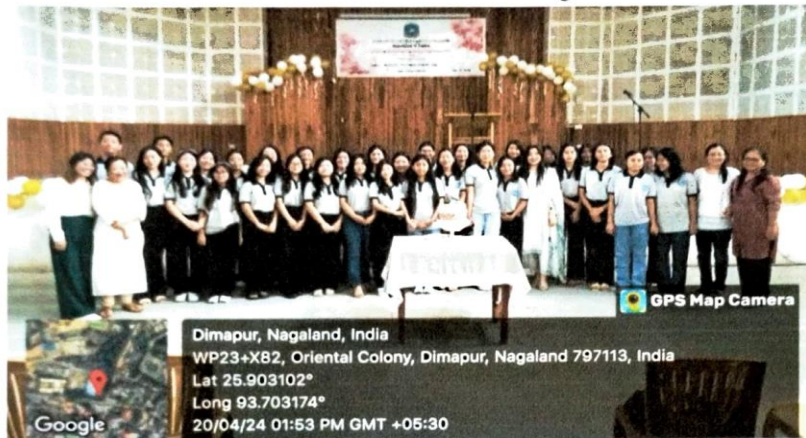 GPS Map Camera
Dimapur, Nagaland, India
WP23+X82, Oriental Colony, Dimapur, Nagaland 797113, India
Lat 25.903102°
Long 93.703174°
20/04/24 01:53 PM GMT +05:30
Google